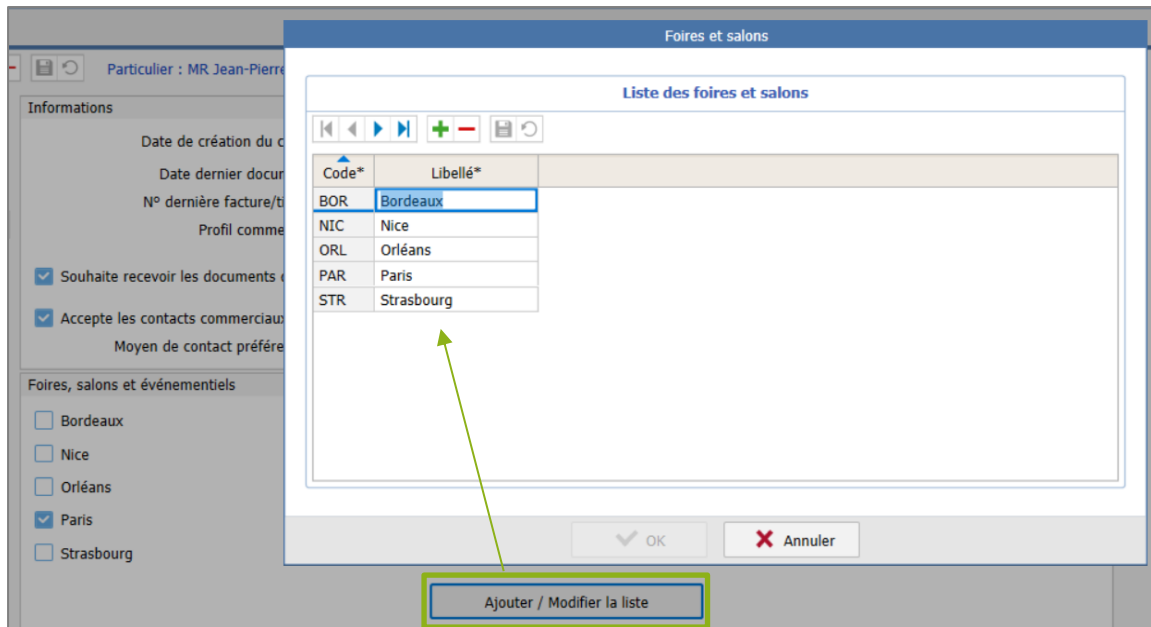 Foires et salons
Particulier : MR Jean-Pierre
Liste des foires et salons
Informations
Date de création du c
Date dernier docur
N° dernière facture/ti
Profil comme
Souhaite recevoir les documents
Accepte les contacts commerciau
Moyen de contact préfére
Code* Libellé*
BOR Bordeaux
NIC Nice
ORL Orléans
PAR Paris
STR Strasbourg
Foires, salons et événementiels
Bordeaux
Nice
Orléans
Paris
Strasbourg
OK Annuler
Ajouter / Modifier la liste